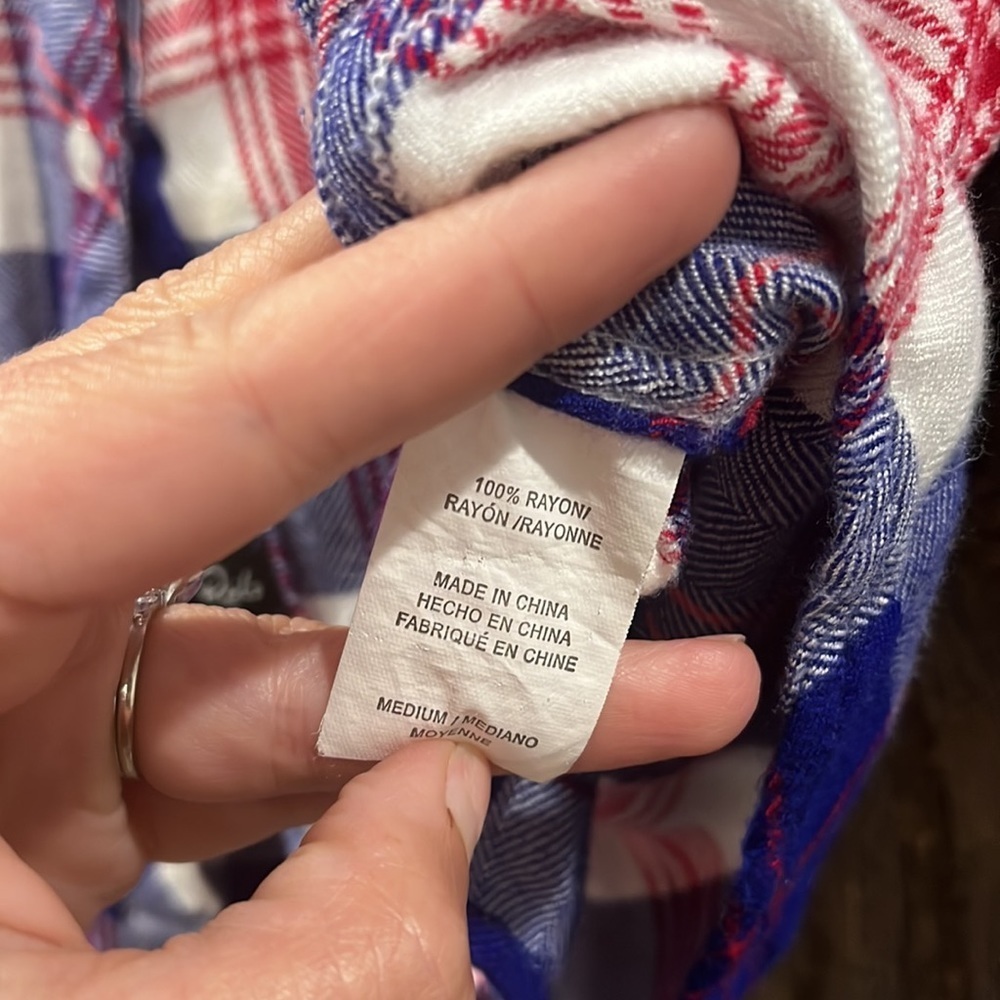 100% RAYON/
RAYÓN /RAYONNE
MADE IN CHINA
HECHO EN CHINA
FABRIQUÉ EN CHINE
MEDIUM / MEDIANO
MOYENNE